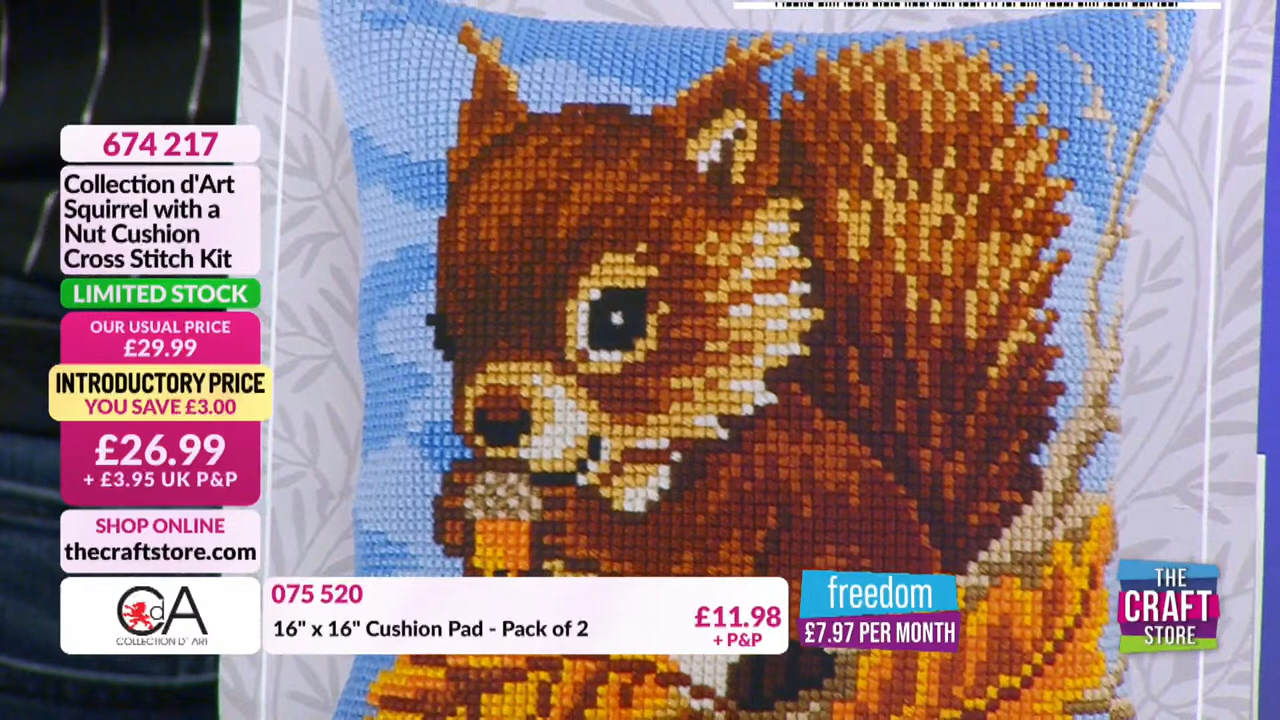 674 217
Collection d'Art
Squirrel with a
Nut Cushion
Cross Stitch Kit
LIMITED STOCK
OUR USUAL PRICE
£29.99
INTRODUCTORY PRICE
YOU SAVE £3.00
£26.99
+ £3.95 UK P&P
SHOP ONLINE
thecraftstore.com
CdA
COLLECTION D'ART
075 520
16" x 16" Cushion Pad - Pack of 2
£11.98
+ P&P
freedom
£7.97 PER MONTH
THE
CRAFT
STORE